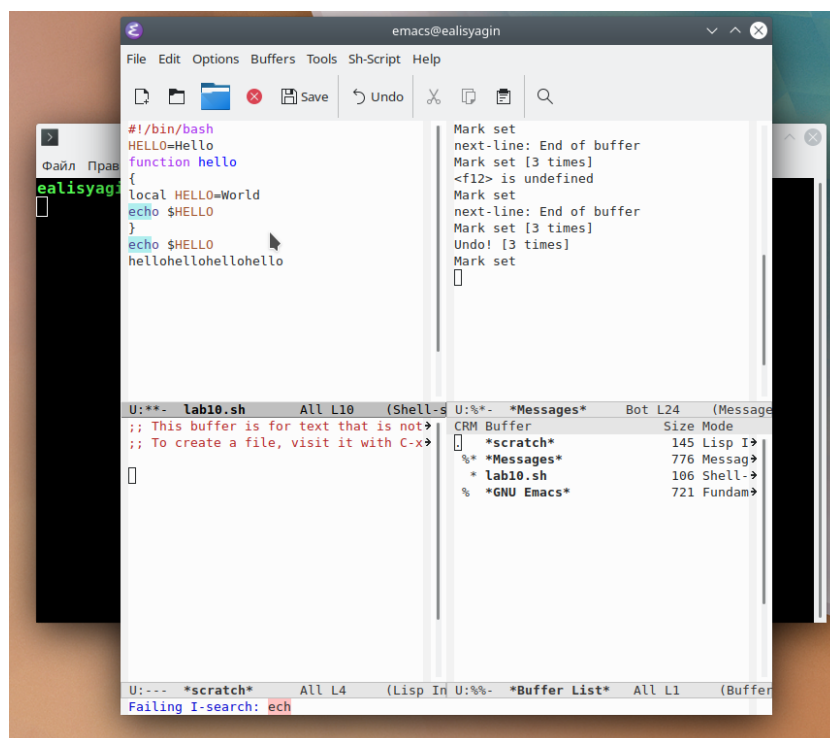 emacs@ealisyagin
File Edit Options Buffers Tools Sh-Script Help
Save Undo
Файл Прав
ealisyagi
#!/bin/bash
HELLO=Hello
function hello
{
local HELLO=World
echo $HELLO
}
echo $HELLO
hellohellohellohello
U:**- lab10.sh All L10 (Shell-s
Mark set
next-line: End of buffer
Mark set [3 times]
<f12> is undefined
Mark set
next-line: End of buffer
Mark set [3 times]
Undo! [3 times]
Mark set
U:%*- *Messages* Bot L24 (Message
;; This buffer is for text that is not
;; To create a file, visit it with C-x
U:--- *scratch* All L4 (Lisp In
CRM Buffer Size Mode
. *scratch* 145 Lisp I
%* *Messages* 776 Messag
* lab10.sh 106 Shell-
% *GNU Emacs* 721 Fundam
U:%%- *Buffer List* All L1 (Buffer
Failing I-search: ech